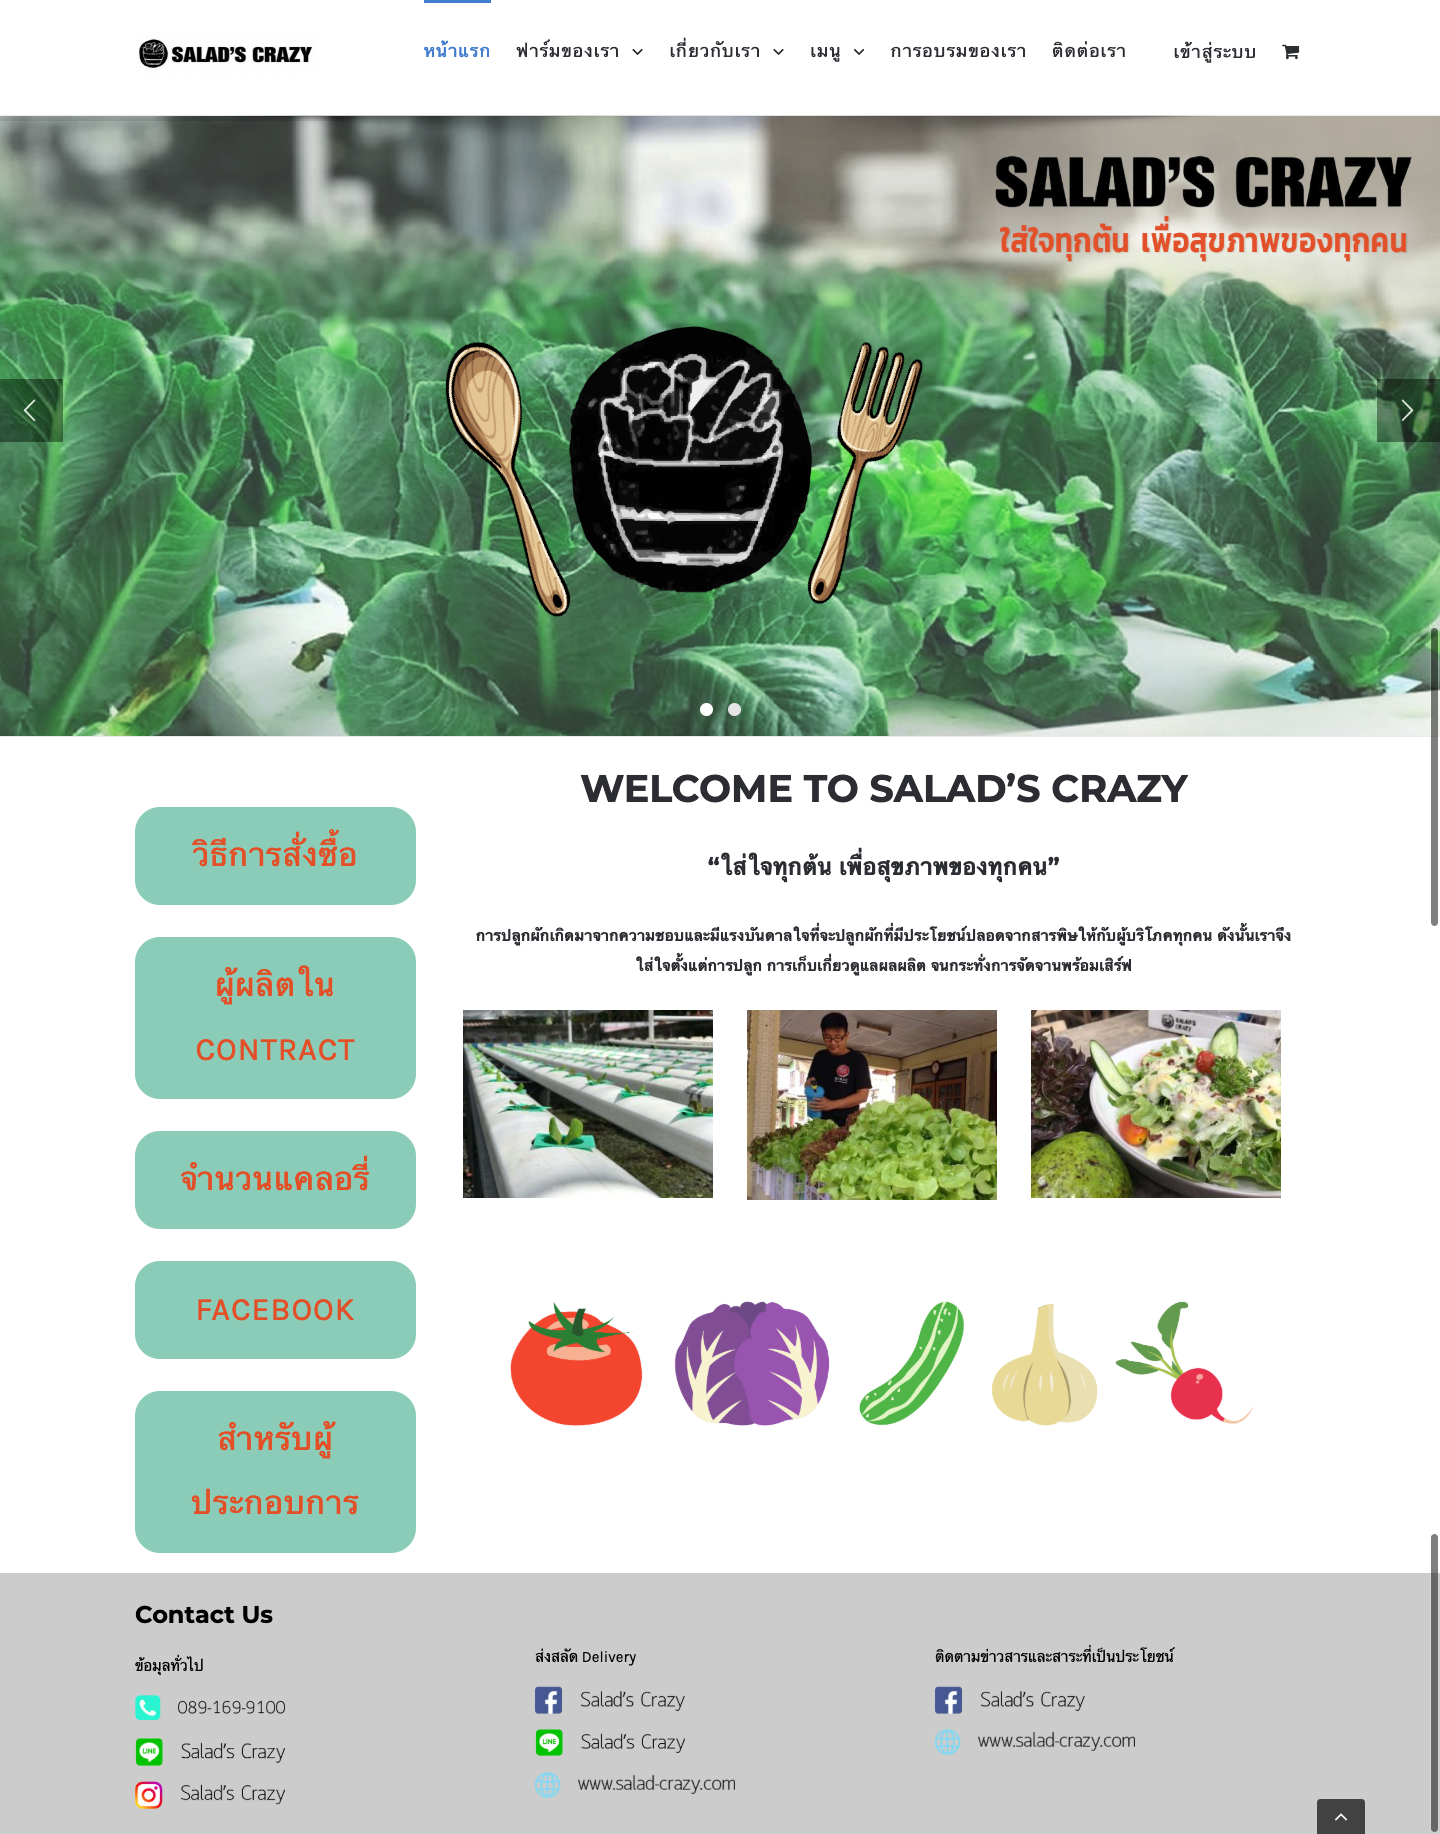 SALAD'S CRAZY
หน้าแรก ฟาร์มของเรา เกี่ยวกับเรา เมนู การอบรมของเรา ติดต่อเรา เข้าสู่ระบบ
SALAD'S CRAZY
ใส่ใจทุกต้น เพื่อสุขภาพของทุกคน
WELCOME TO SALAD'S CRAZY
“ใส่ใจทุกต้น เพื่อสุขภาพของทุกคน”
การปลูกผักเกิดมาจากความชอบและมีแรงบันดาลใจที่จะปลูกผักที่มีประโยชน์ปลอดจากสารพิษให้กับผู้บริโภคทุกคน ดังนั้นเราจึง
ใส่ใจตั้งแต่การปลูก การเก็บเกี่ยวดูแลผลผลิต จนกระทั่งการจัดจานพร้อมเสิร์ฟ
วิธีการสั่งซื้อ
ผู้ผลิตใน
CONTRACT
จำนวนแคลอรี่
FACEBOOK
สำหรับผู้
ประกอบการ
Contact Us
ข้อมูลทั่วไป
089-169-9100
LINE Salad's Crazy
Salad's Crazy
ส่งสลัด Delivery
Salad's Crazy
LINE Salad's Crazy
www.salad-crazy.com
ติดตามข่าวสารและสาระที่เป็นประโยชน์
Salad's Crazy
www.salad-crazy.com